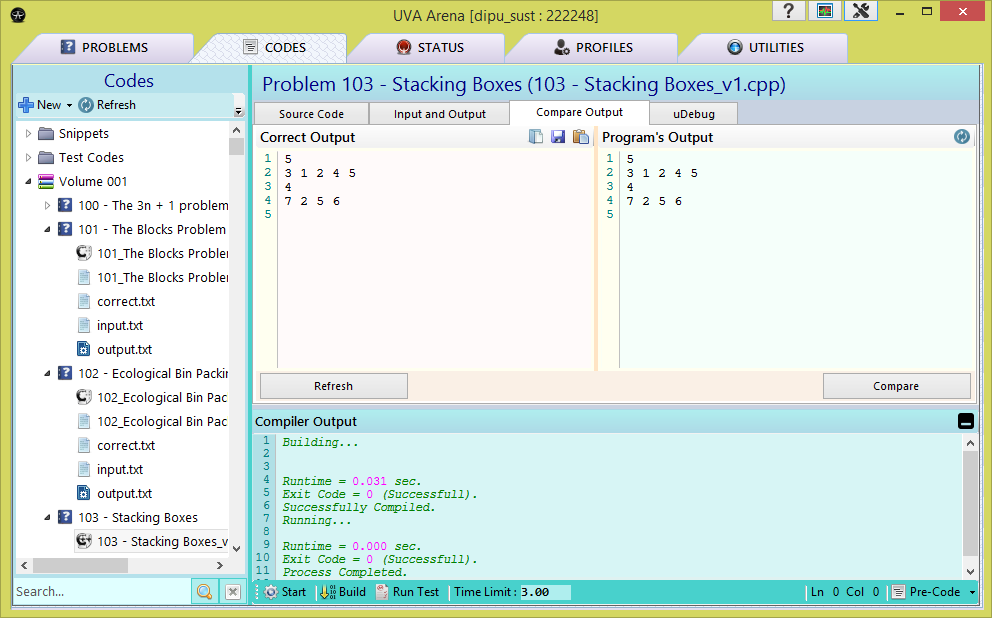 UVA Arena [dipu_sust : 222248]
?
PROBLEMS
CODES
STATUS
PROFILES
UTILITIES
Codes
New
Refresh
Snippets
Test Codes
Volume 001
100 - The 3n + 1 problem
101 - The Blocks Problem
101_The Blocks Probler
101_The Blocks Probler
correct.txt
input.txt
output.txt
102 - Ecological Bin Packir
102_Ecological Bin Pac
102_Ecological Bin Pac
correct.txt
input.txt
output.txt
103 - Stacking Boxes
103 - Stacking Boxes_v
Search...
Problem 103 - Stacking Boxes (103 - Stacking Boxes_v1.cpp)
Source Code
Input and Output
Compare Output
uDebug
Correct Output
1 5
2 3 1 2 4 5
3 4
4 7 2 5 6
5
Program's Output
1 5
2 3 1 2 4 5
3 4
4 7 2 5 6
5
Refresh
Compare
Compiler Output
1 Building...
2
3
4 Runtime = 0.031 sec.
5 Exit Code = 0 (Successfull).
6 Successfully Compiled.
7 Running...
8
9 Runtime = 0.000 sec.
10 Exit Code = 0 (Successfull).
11 Process Completed.
Start
Build
Run Test
Time Limit : 3.00
Ln 0 Col 0
Pre-Code